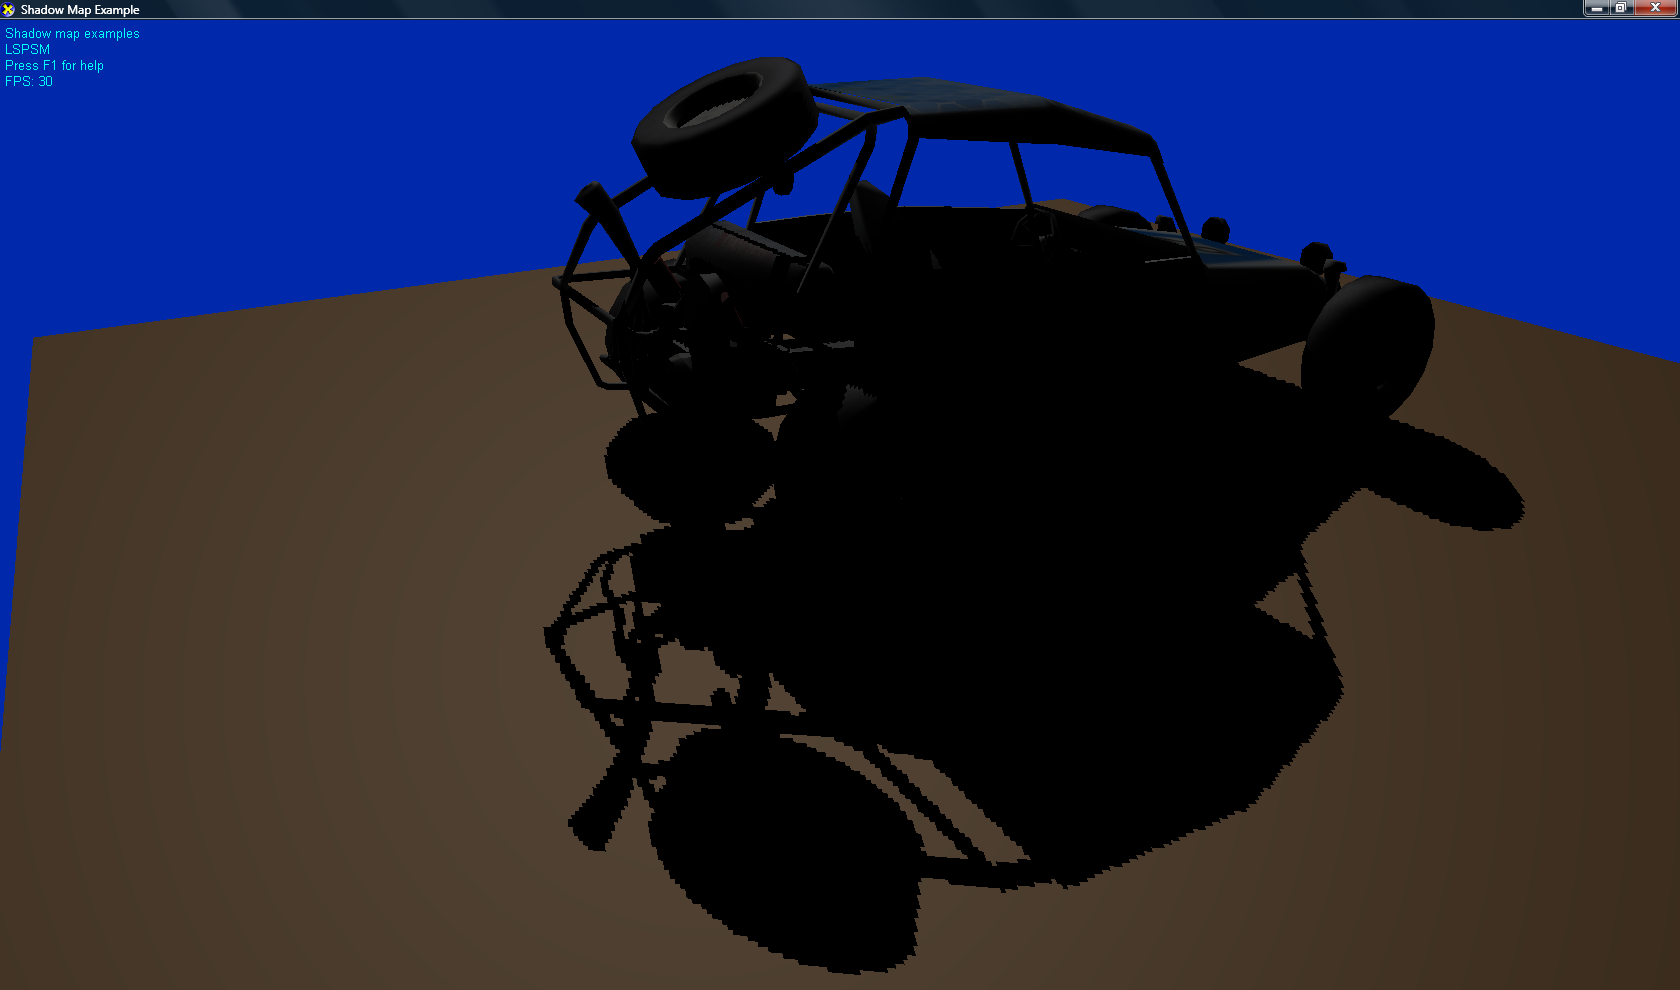 Shadow Map Example
Shadow map examples
LSPSM
Press F1 for help
FPS: 30